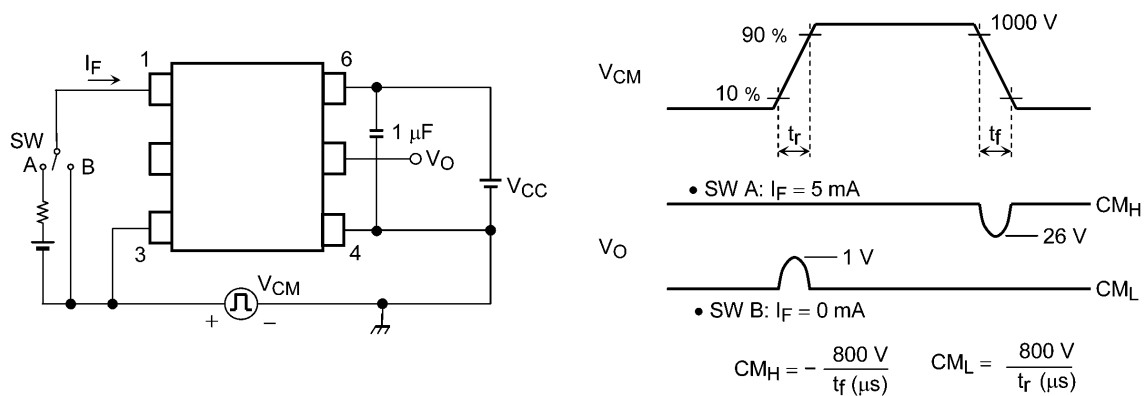 1
6
I_F
SW
A
B
1 μF
V_O
V_CC
3
4
V_CM
+
−
V_CM
90 %
10 %
1000 V
t_r
t_f
• SW A: I_F = 5 mA
CM_H
26 V
V_O
1 V
CM_L
• SW B: I_F = 0 mA
CM_H = − 800 V / t_f (μs)
CM_L = 800 V / t_r (μs)